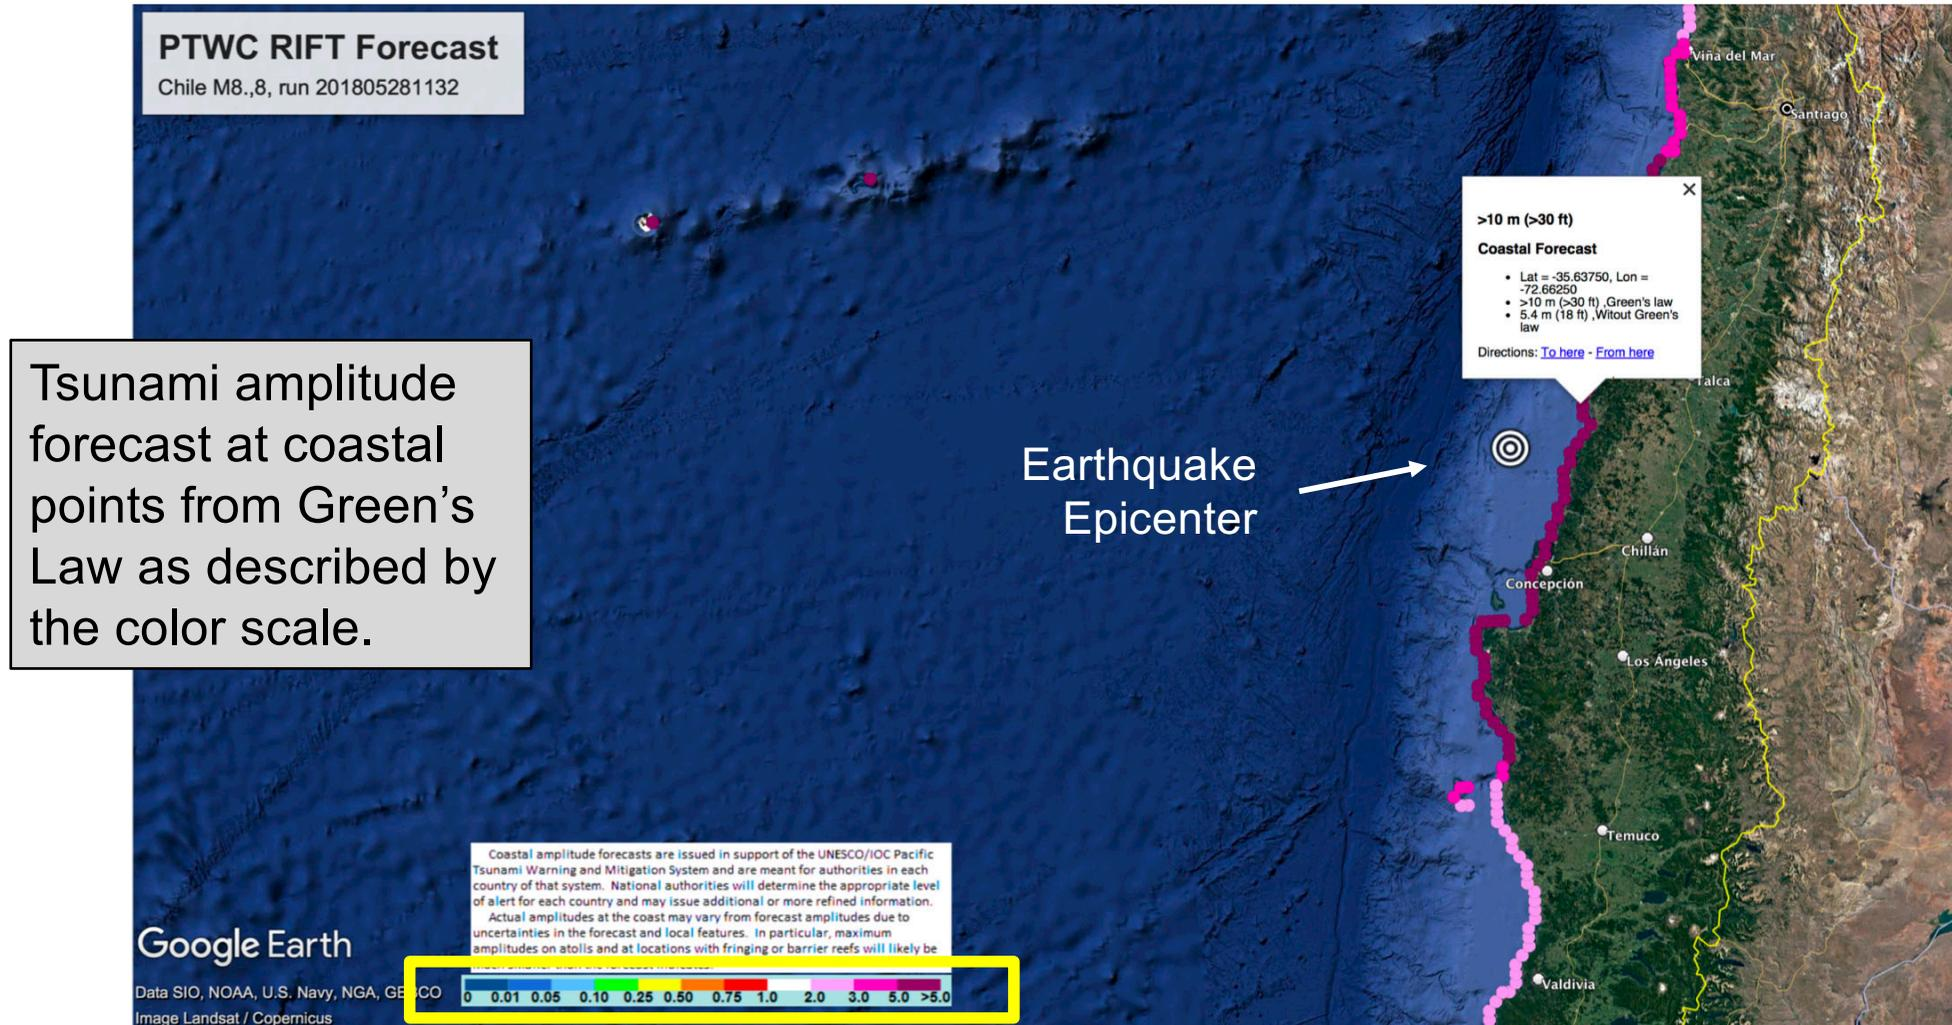 PTWC RIFT Forecast
Chile M8.,8, run 201805281132
Viña del Mar
Santiago
>10 m (>30 ft)
Coastal Forecast
• Lat = -35.63750, Lon =
-72.66250
• >10 m (>30 ft) ,Green's law
• 5.4 m (18 ft) ,Witout Green's
law
Directions: To here - From here
Talca
Tsunami amplitude
forecast at coastal
points from Green’s
Law as described by
the color scale.
Earthquake
Epicenter
Chillán
Concepción
Los Ángeles
Temuco
Valdivia
Coastal amplitude forecasts are issued in support of the UNESCO/IOC Pacific
Tsunami Warning and Mitigation System and are meant for authorities in each
country of that system. National authorities will determine the appropriate level
of alert for each country and may issue additional or more refined information.
Actual amplitudes at the coast may vary from forecast amplitudes due to
uncertainties in the forecast and local features. In particular, maximum
amplitudes on atolls and at locations with fringing or barrier reefs will likely be
Google Earth
Data SIO, NOAA, U.S. Navy, NGA, GEBCO
Image Landsat / Copernicus
0 0.01 0.05 0.10 0.25 0.50 0.75 1.0 2.0 3.0 5.0 >5.0